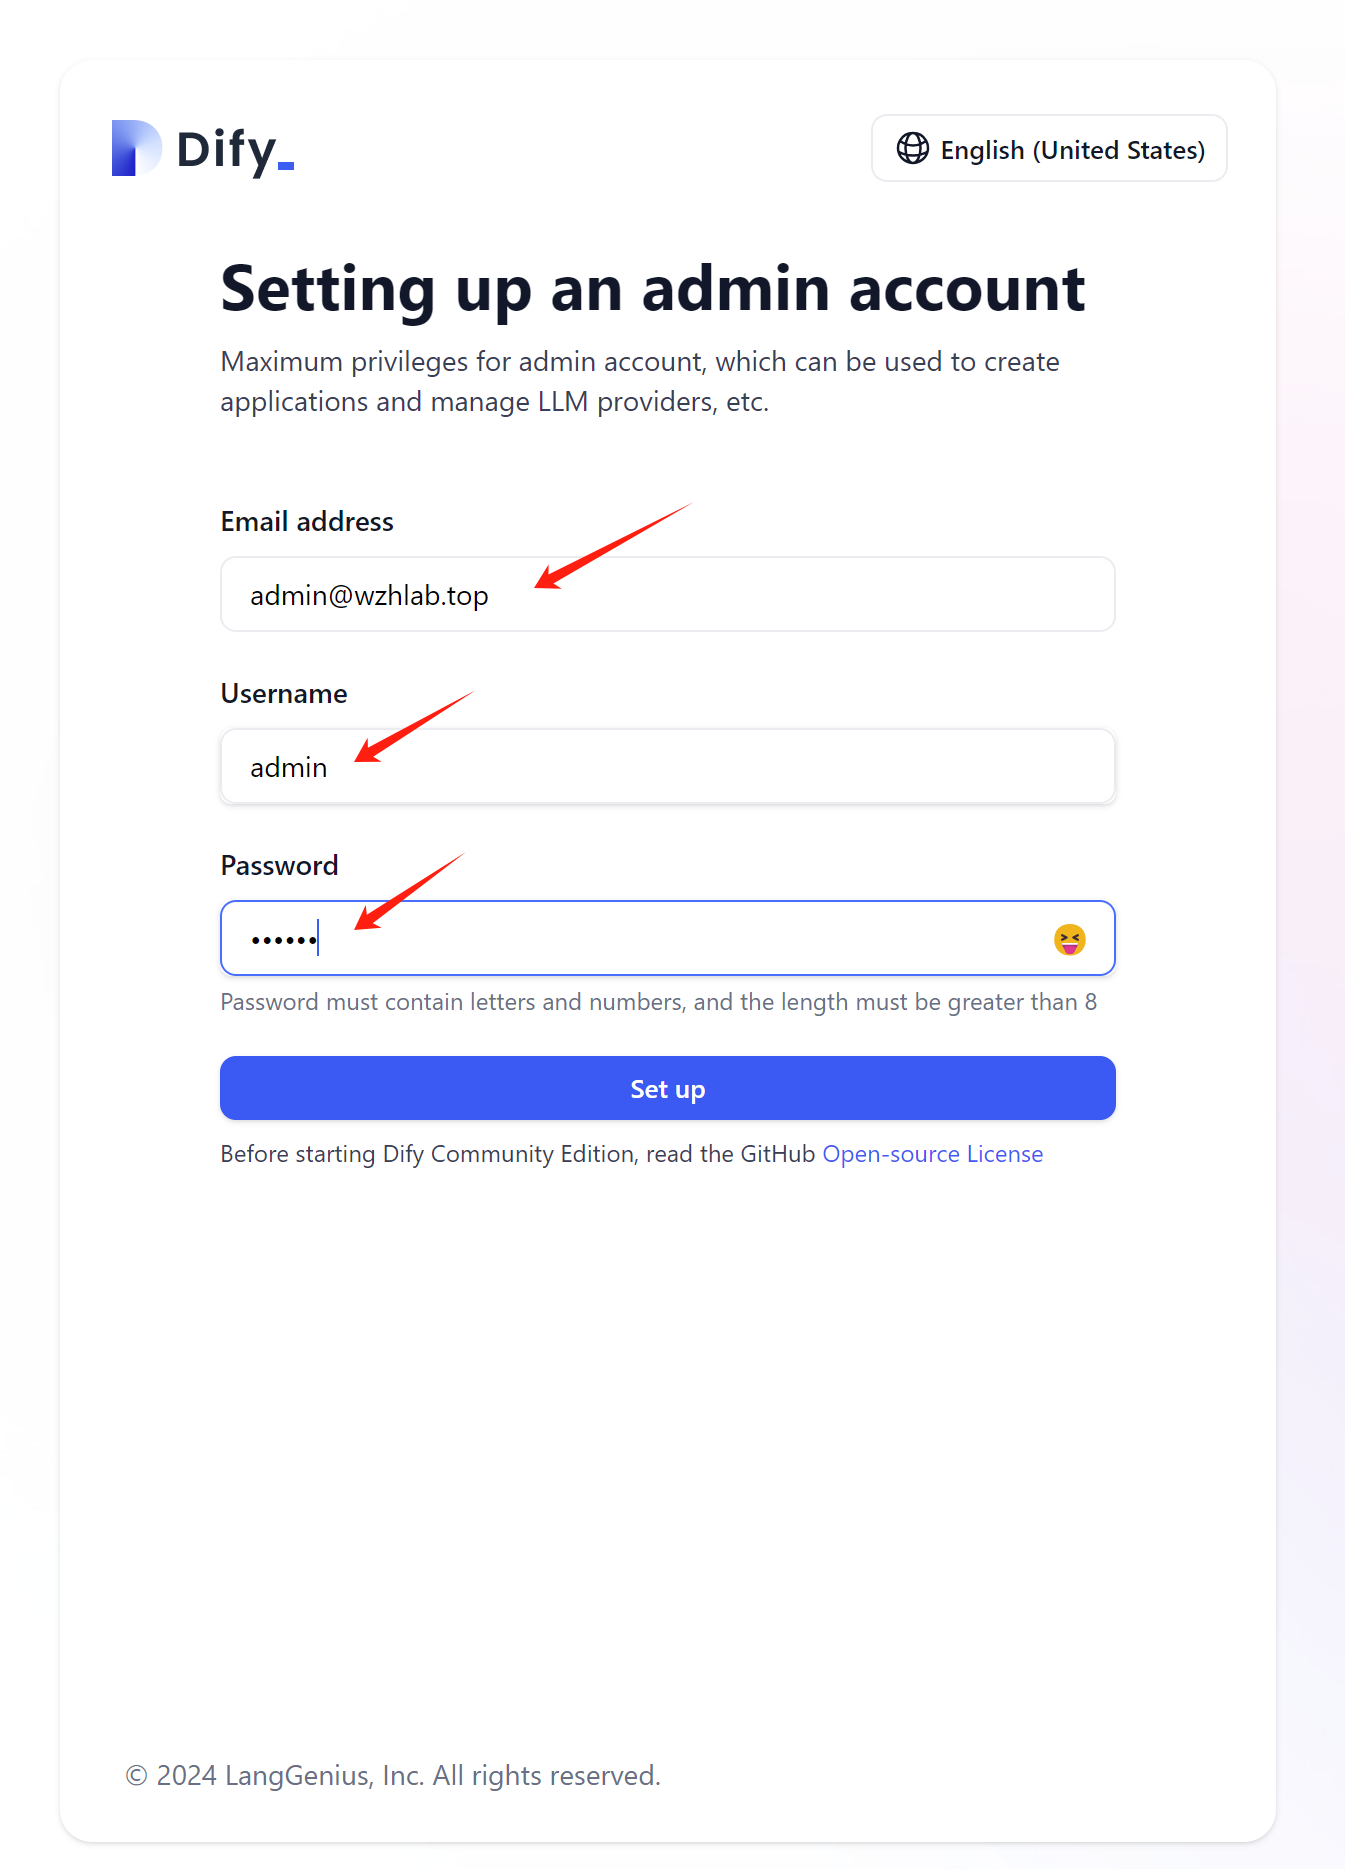 Dify_
English (United States)
Setting up an admin account
Maximum privileges for admin account, which can be used to create
applications and manage LLM providers, etc.
Email address
admin@wzhlab.top
Username
admin
Password
••••••
Password must contain letters and numbers, and the length must be greater than 8
Set up
Before starting Dify Community Edition, read the GitHub Open-source License
© 2024 LangGenius, Inc. All rights reserved.